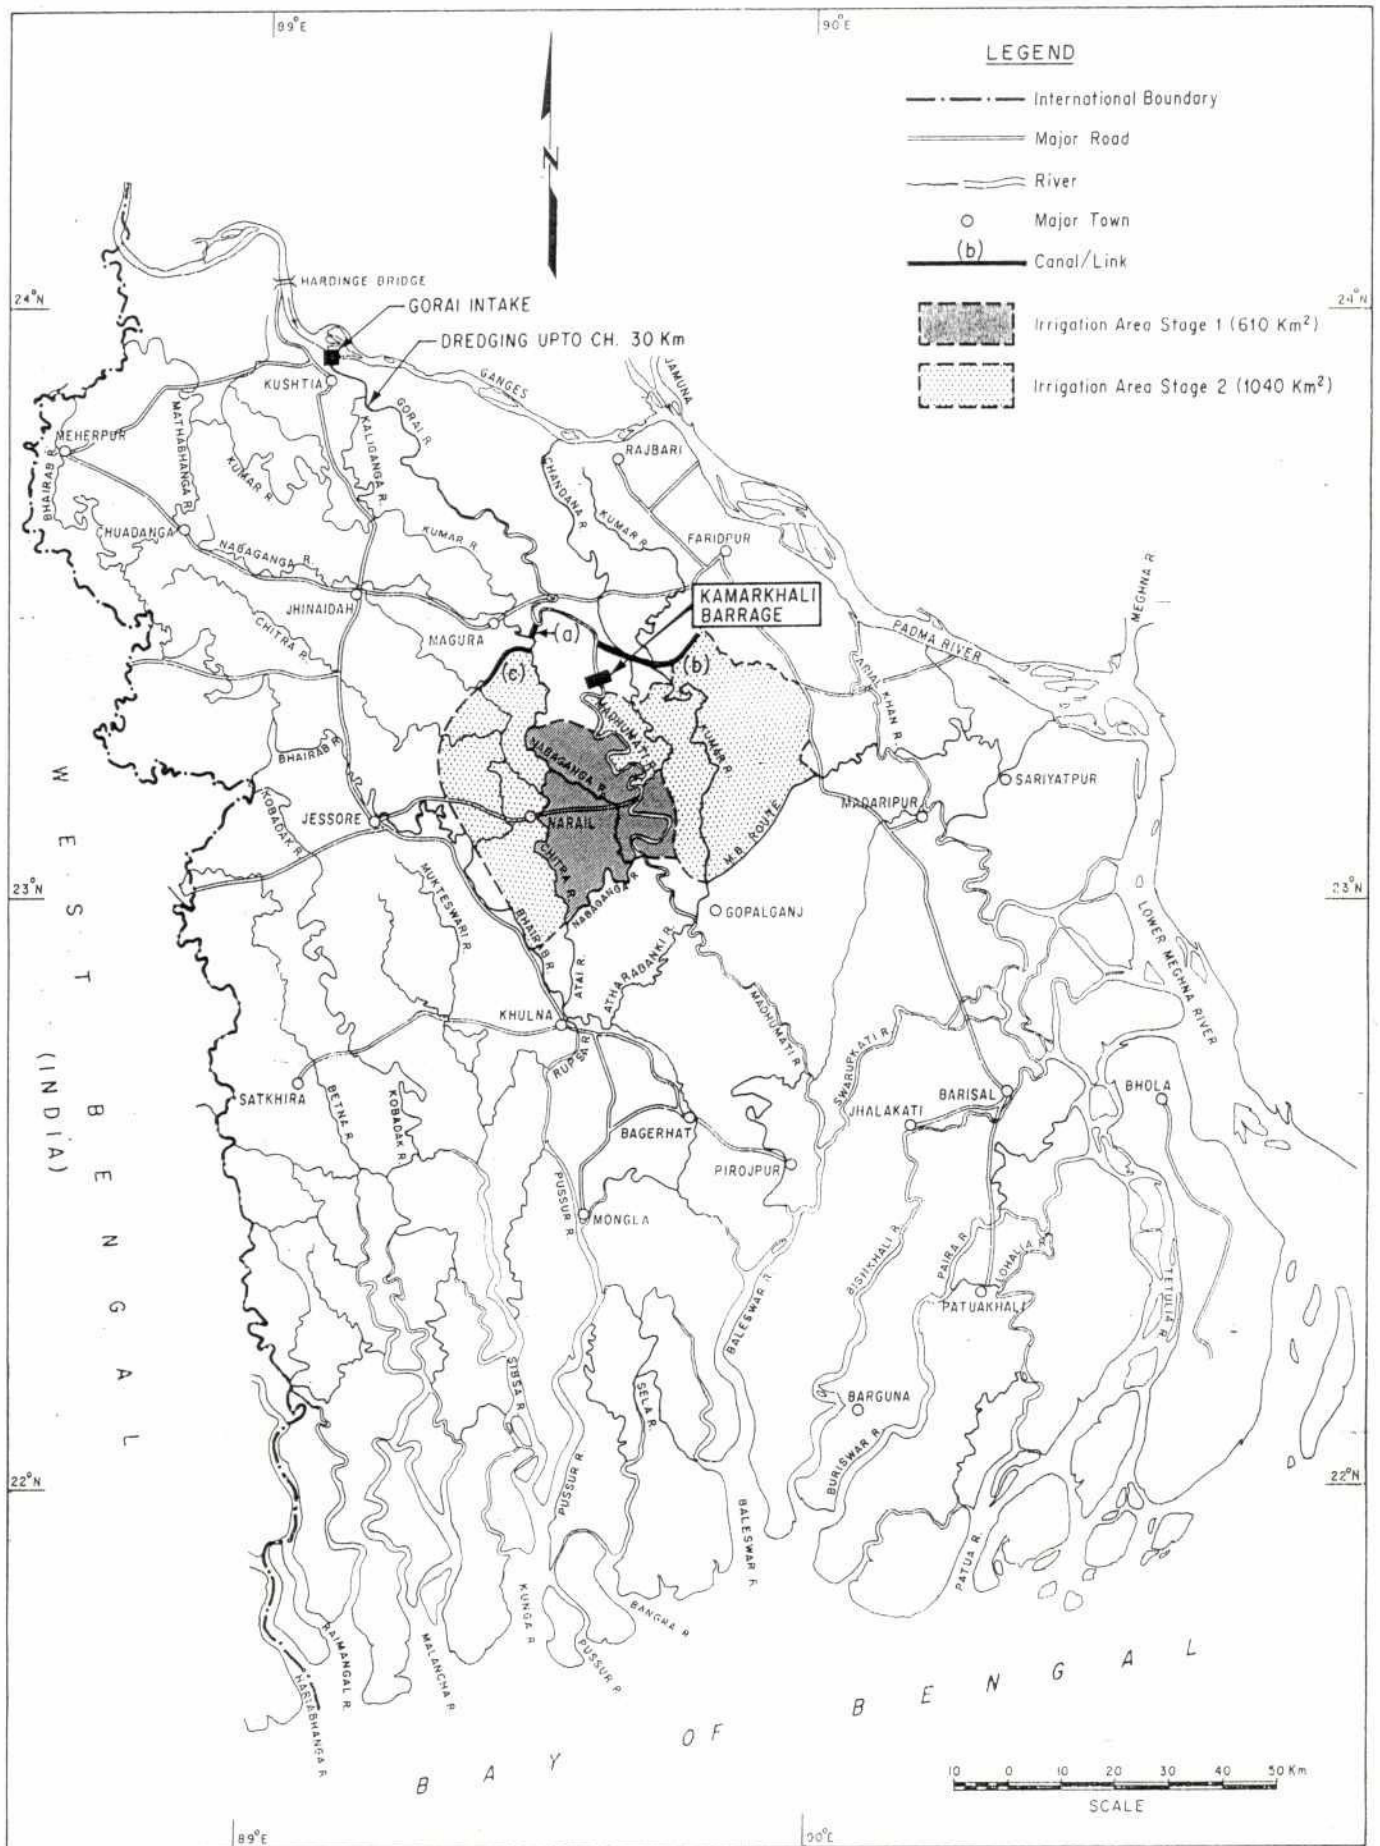 89°E
90°E
LEGEND
International Boundary
Major Road
River
Major Town
(b)
Canal/Link
Irrigation Area Stage 1 (610 Km²)
Irrigation Area Stage 2 (1040 Km²)
N
HARDINGE BRIDGE
24°N
24°N
GORAI INTAKE
DREDGING UPTO CH. 30 Km
KUSHTIA
GANGES
JAMUNA
GORAI R.
KALIGANGA R.
MATHABHANGA R.
MEHERPUR
BHAIRAB R.
KUMAR R.
RAJBARI
CHANDANA R.
KUMAR R.
CHUADANGA
NABAGANGA R.
KUMAR R.
FARIDPUR
MEGHNA R
JHINAIDAH
KAMARKHALI
BARRAGE
CHITRA R.
MAGURA
(a)
PADMA RIVER
(c)
(b)
ARIAL KHAN R.
MADHUMATI R.
KUMAR R.
BHAIRAB R.
NABAGANGA R.
SARIYATPUR
KOBADAK R.
JESSORE
NARAIL
MADARIPUR
M.B. ROUTE
CHITRA R.
23°N
23°N
MUKTESWARI R.
NABAGANGA R
GOPALGANJ
LOWER MEGHNA RIVER
BHAIRAB R.
ATAI R.
ATHARABANKI R.
KHULNA
MADHUMATI R.
RUPSAR
SWARUPKATI R.
SATKHIRA
BETNA R.
KOBADAK R.
BAGERHAT
JHALAKATI
BARISAL
BHOLA
PIROJPUR
PUSSUR R.
MONGLA
BISHKHALI R.
PAIRA R.
LOHALIA R.
PATUAKHALI
TETULIA R.
BALESWAR R
SIBSA R.
SELA R.
BARGUNA
BURISWAR R.
22°N
22°N
PUSSUR R.
BALESWAR R.
PATUA R.
KUNGA R.
BANGRA R.
PUSSUR R.
MALANCHA R.
RAIMANGAL R.
HARIABHANGA R.
WEST BENGAL
(INDIA)
BAY OF BENGAL
10 0 10 20 30 40 50 Km
SCALE
89°E
90°E